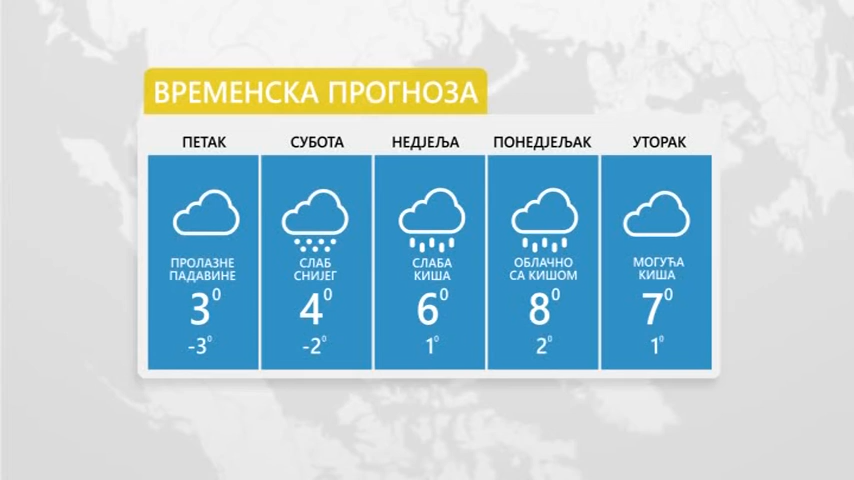 ВРЕМЕНСКА ПРОГНОЗА
ПЕТАК СУБОТА НЕДЈЕЉА ПОНЕДЈЕЉАК УТОРАК
ПРОЛАЗНЕ ПАДАВИНЕ
3⁰
-3⁰
СЛАБ
СНИЈЕГ
4⁰
-2⁰
СЛАБА
КИША
6⁰
1⁰
ОБЛАЧНО
СА КИШОМ
8⁰
2⁰
МОГУЋА
КИША
7⁰
1⁰